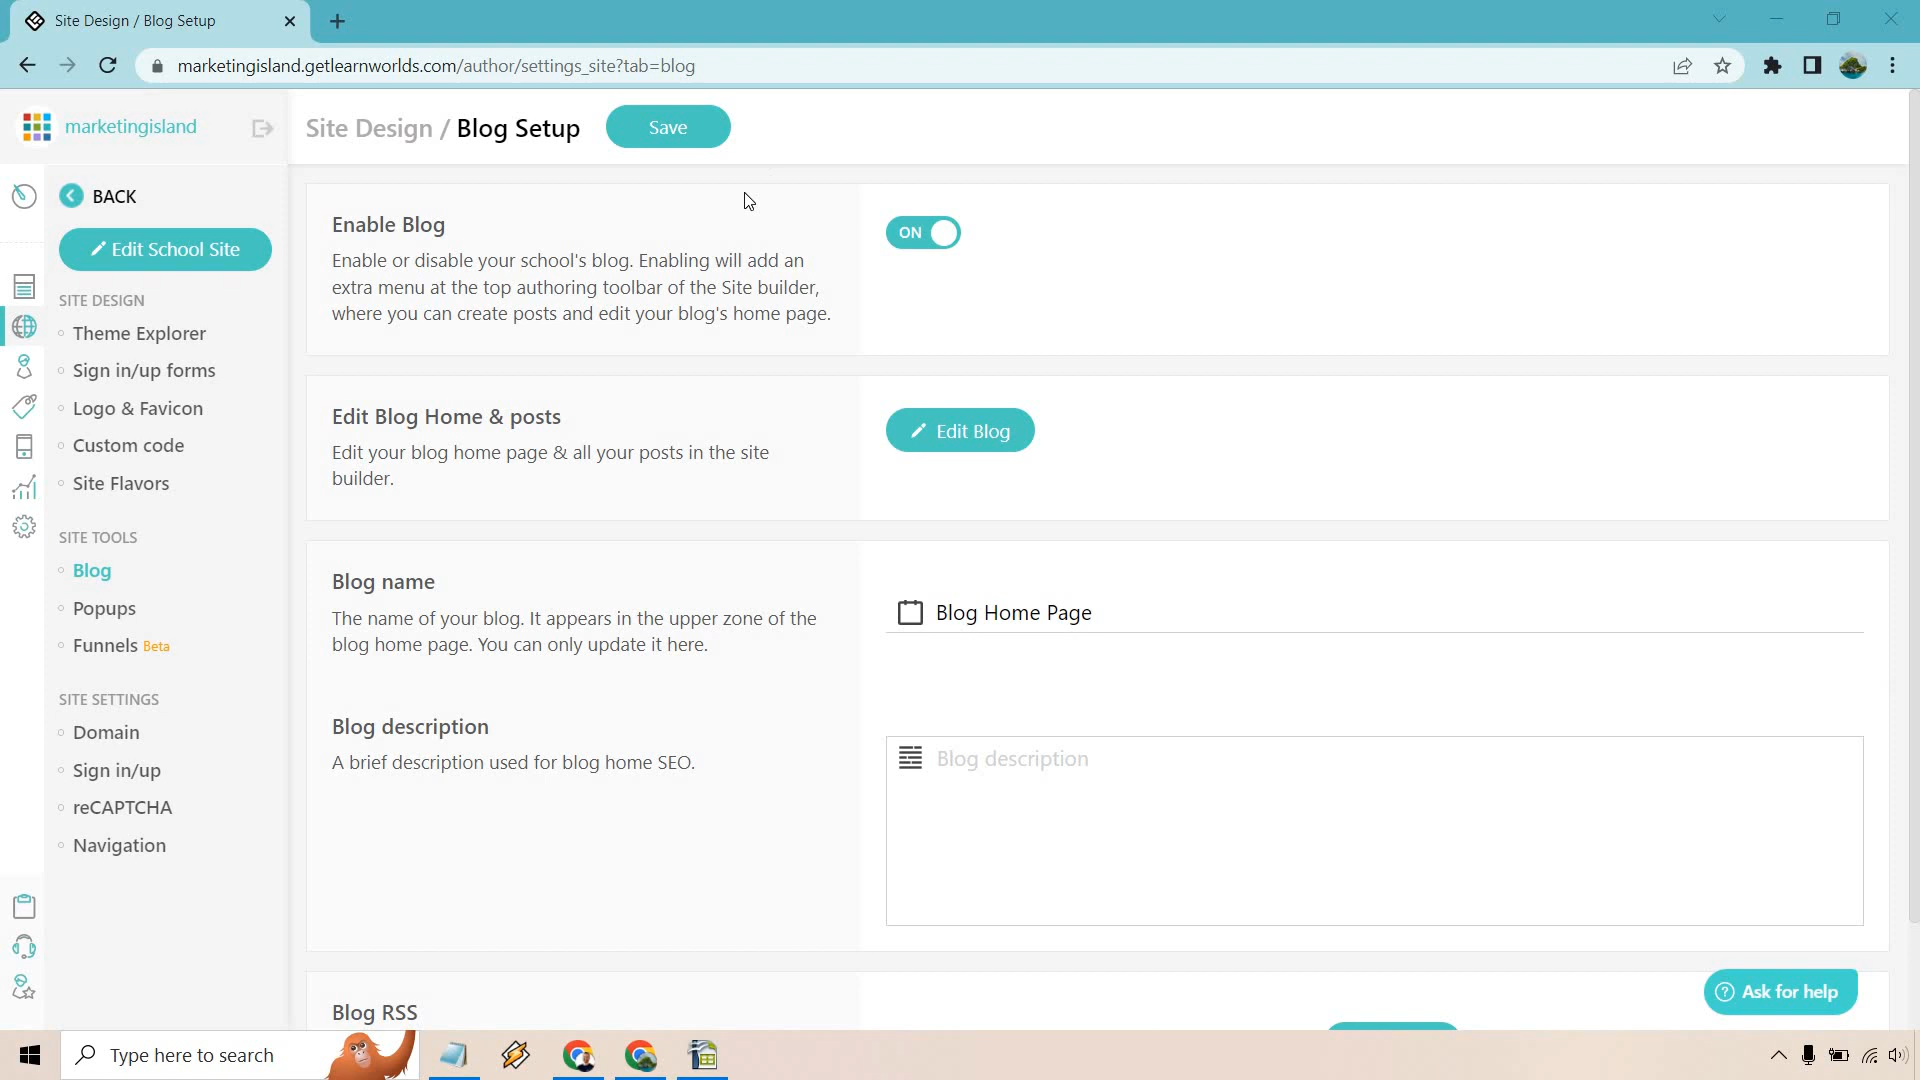 Site Design / Blog Setup
marketingisland.getlearnworlds.com/author/settings_site?tab=blog
marketingisland
Site Design / Blog Setup
Save
BACK
Edit School Site
SITE DESIGN
Theme Explorer
Sign in/up forms
Logo & Favicon
Custom code
Site Flavors
SITE TOOLS
Blog
Popups
Funnels Beta
SITE SETTINGS
Domain
Sign in/up
reCAPTCHA
Navigation
Enable Blog
Enable or disable your school's blog. Enabling will add an
extra menu at the top authoring toolbar of the Site builder,
where you can create posts and edit your blog's home page.
ON
Edit Blog Home & posts
Edit your blog home page & all your posts in the site
builder.
Edit Blog
Blog name
The name of your blog. It appears in the upper zone of the
blog home page. You can only update it here.
Blog Home Page
Blog description
A brief description used for blog home SEO.
Blog description
Blog RSS
Ask for help
Type here to search